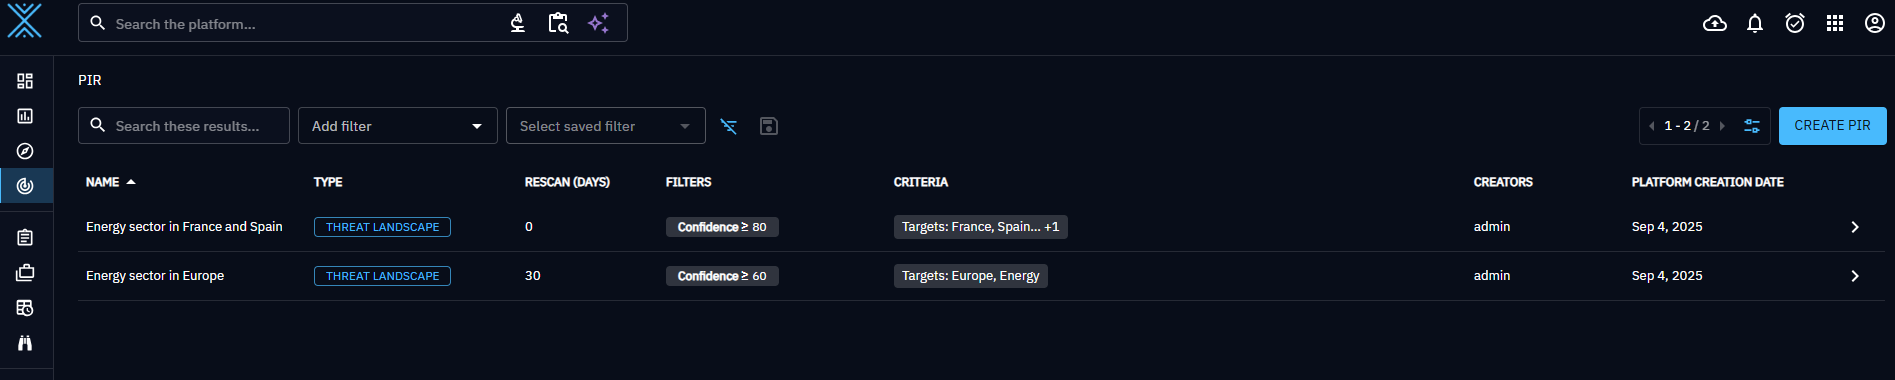 Search the platform...
PIR
Search these results...
Add filter
Select saved filter
1 - 2 / 2
CREATE PIR
NAME TYPE RESCAN (DAYS) FILTERS CRITERIA CREATORS PLATFORM CREATION DATE
Energy sector in France and Spain THREAT LANDSCAPE 0 Confidence ≥ 80 Targets: France, Spain... +1 admin Sep 4, 2025
Energy sector in Europe THREAT LANDSCAPE 30 Confidence ≥ 60 Targets: Europe, Energy admin Sep 4, 2025